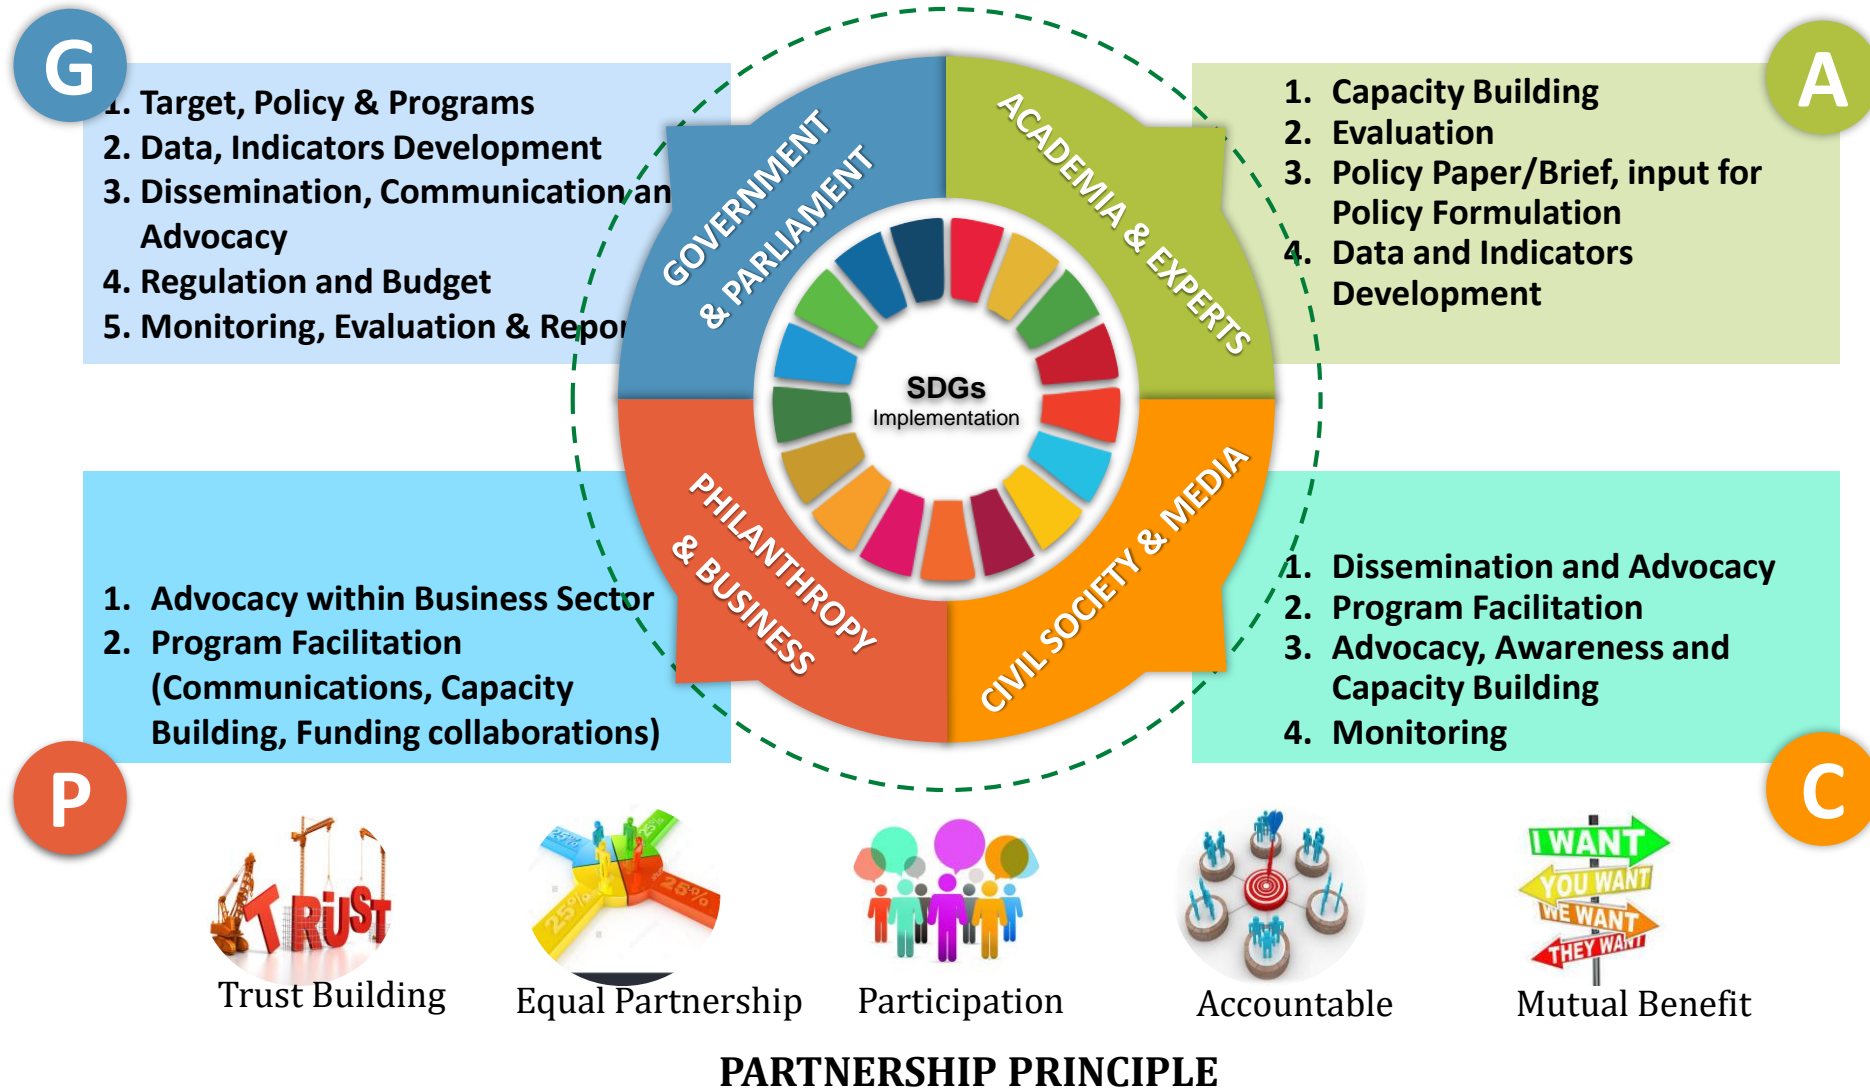 G
1. Target, Policy & Programs
2. Data, Indicators Development
3. Dissemination, Communication an
Advocacy
4. Regulation and Budget
5. Monitoring, Evaluation & Repor
A
1. Capacity Building
2. Evaluation
3. Policy Paper/Brief, input for
Policy Formulation
4. Data and Indicators
Development
GOVERNMENT
& PARLIAMENT
ACADEMIA & EXPERTS
SDGs
Implementation
PHILANTHROPY
& BUSINESS
CIVIL SOCIETY & MEDIA
1. Advocacy within Business Sector
2. Program Facilitation
(Communications, Capacity
Building, Funding collaborations)
P
1. Dissemination and Advocacy
2. Program Facilitation
3. Advocacy, Awareness and
Capacity Building
4. Monitoring
C
TRUST
25%
25%
25%
25%
I WANT
YOU WANT
WE WANT
THEY WANT
Trust Building
Equal Partnership
Participation
Accountable
Mutual Benefit
PARTNERSHIP PRINCIPLE